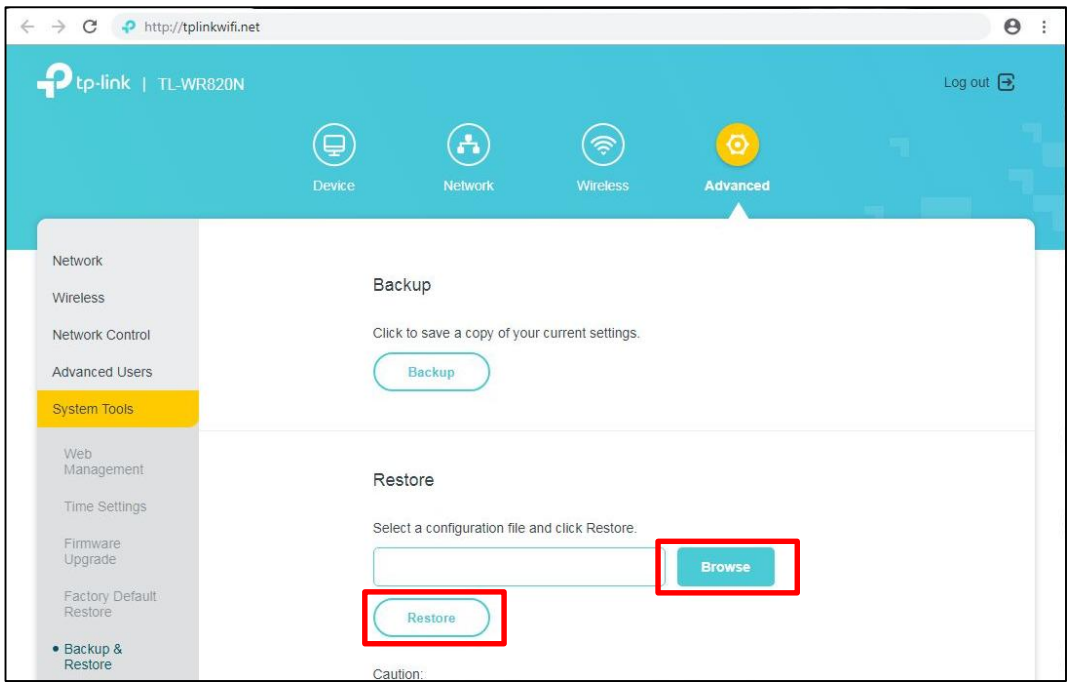 http://tplinkwifi.net
tp-link | TL-WR820N
Log out
Device
Network
Wireless
Advanced
Network
Wireless
Network Control
Advanced Users
System Tools
Web
Management
Time Settings
Firmware
Upgrade
Factory Default
Restore
• Backup &
Restore
Backup
Click to save a copy of your current settings.
Backup
Restore
Select a configuration file and click Restore.
Browse
Restore
Caution: